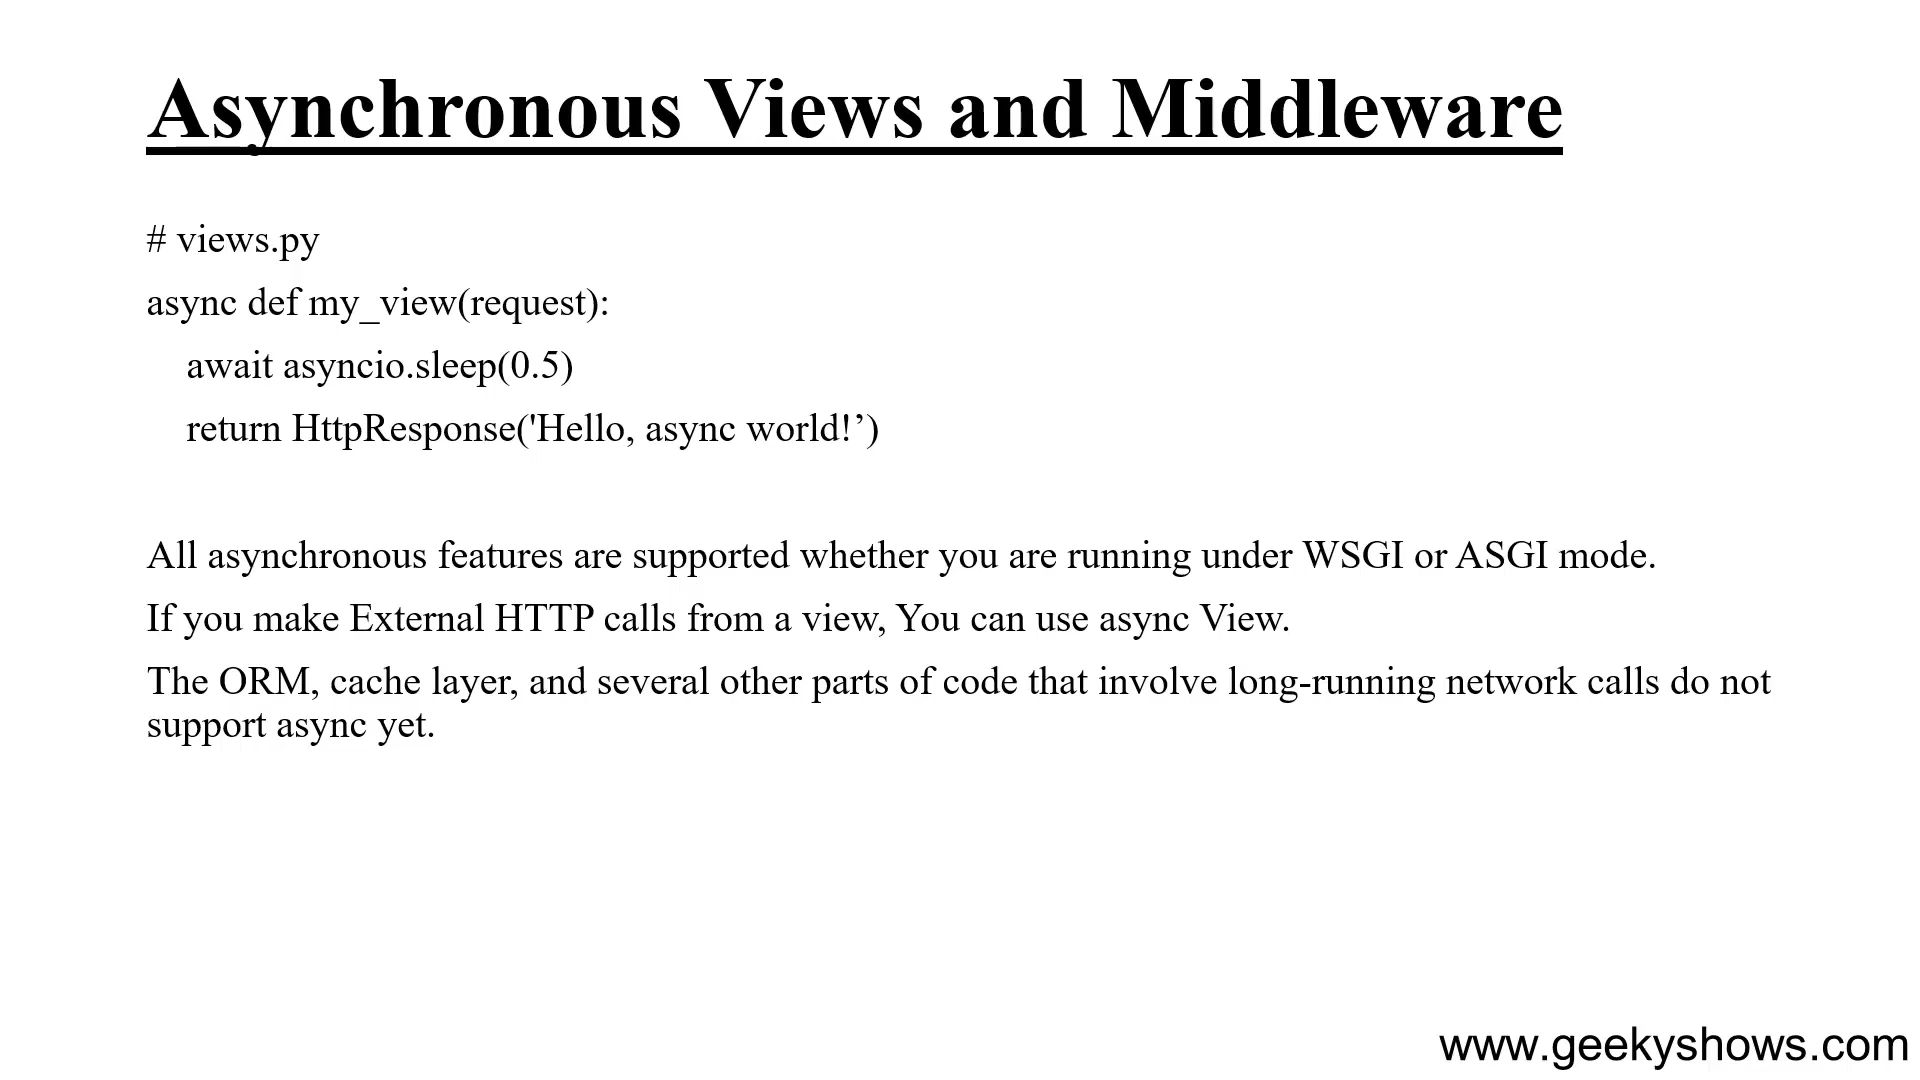 Asynchronous Views and Middleware
# views.py
async def my_view(request):
await asyncio.sleep(0.5)
return HttpResponse('Hello, async world!’)
All asynchronous features are supported whether you are running under WSGI or ASGI mode.
If you make External HTTP calls from a view, You can use async View.
The ORM, cache layer, and several other parts of code that involve long-running network calls do not
support async yet.
www.geekyshows.com